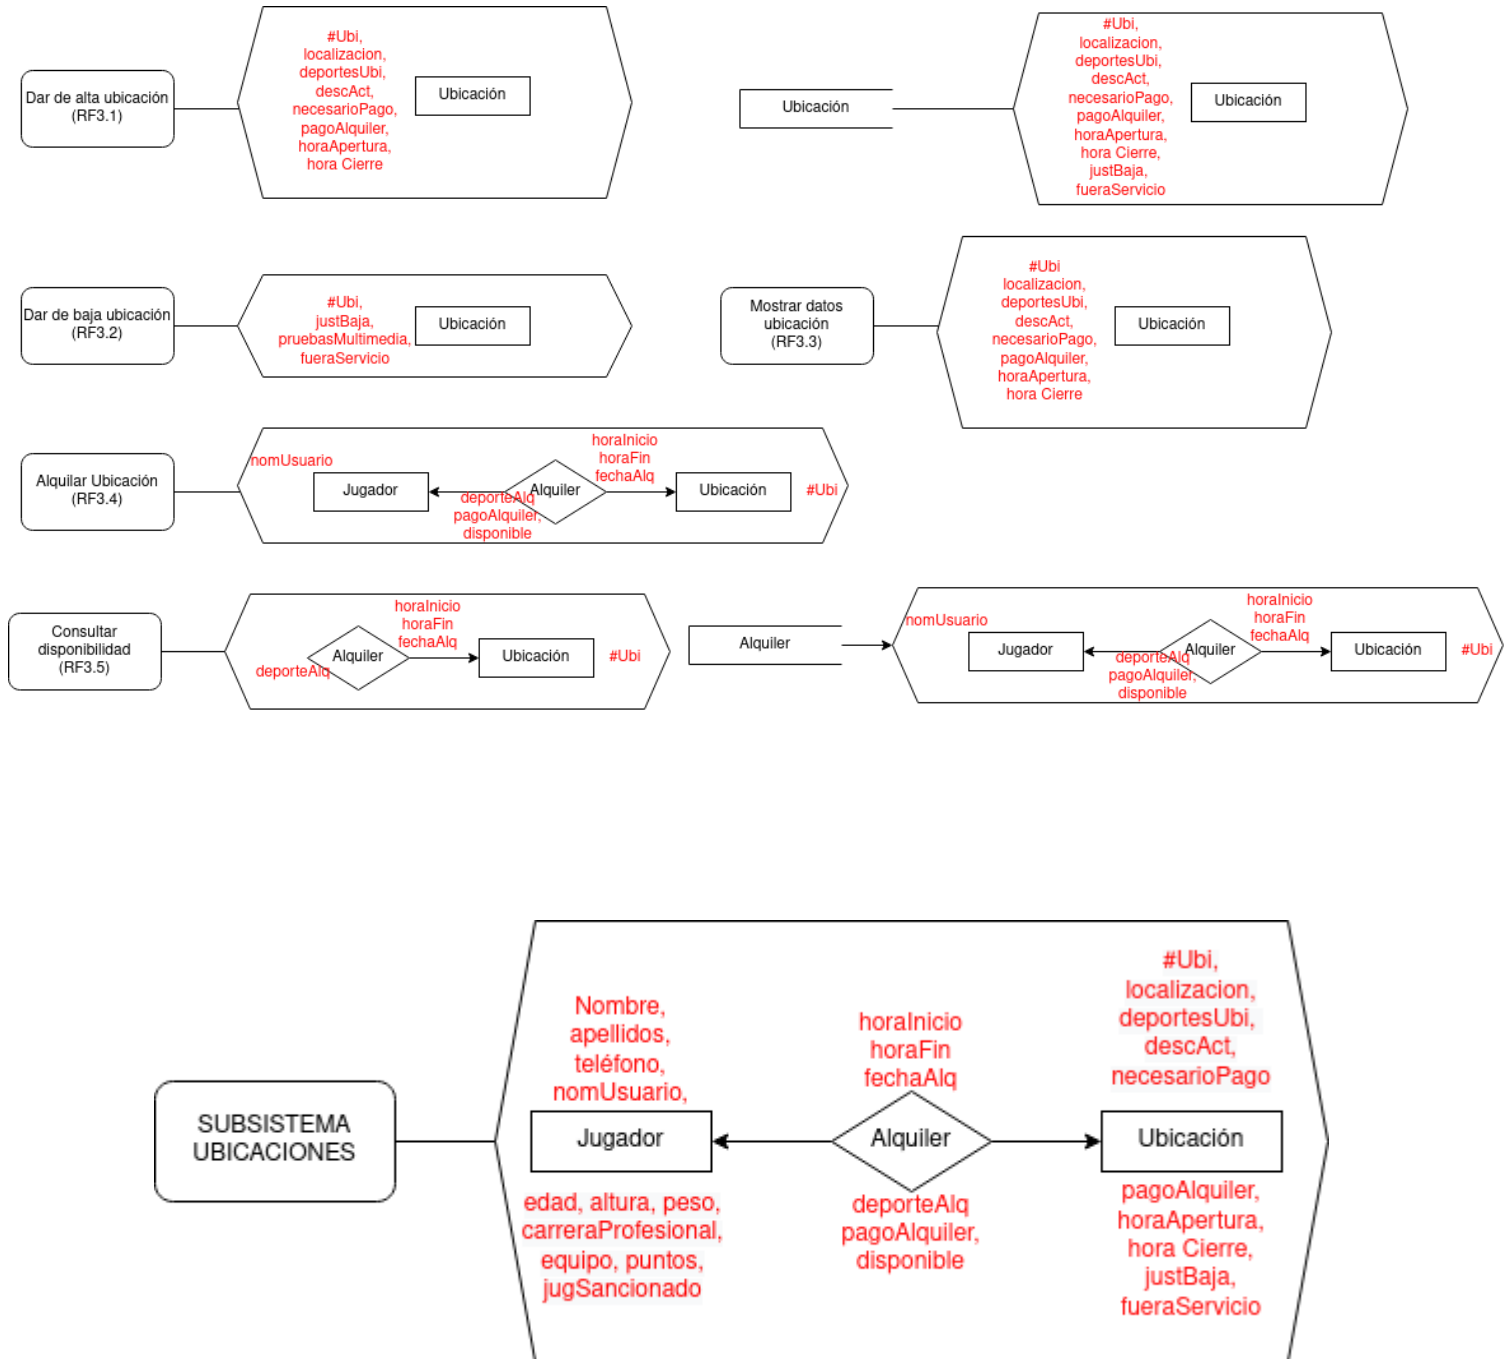 Dar de alta ubicación
(RF3.1)
#Ubi,
localizacion,
deportesUbi,
descAct,
necesarioPago,
pagoAlquiler,
horaApertura,
hora Cierre
Ubicación
Ubicación
#Ubi,
localizacion,
deportesUbi,
descAct,
necesarioPago,
pagoAlquiler,
horaApertura,
hora Cierre,
justBaja,
fueraServicio
Ubicación
Dar de baja ubicación
(RF3.2)
#Ubi,
justBaja,
pruebasMultimedia,
fueraServicio
Ubicación
Mostrar datos
ubicación
(RF3.3)
#Ubi
localizacion,
deportesUbi,
descAct,
necesarioPago,
pagoAlquiler,
horaApertura,
hora Cierre
Ubicación
Alquilar Ubicación
(RF3.4)
nomUsuario
Jugador
Alquiler
deporteAlq
pagoAlquiler,
disponible
horaInicio
horaFin
fechaAlq
Ubicación
#Ubi
Consultar
disponibilidad
(RF3.5)
deporteAlq
Alquiler
horaInicio
horaFin
fechaAlq
Ubicación
#Ubi
Alquiler
nomUsuario
Jugador
Alquiler
deporteAlq
pagoAlquiler,
disponible
horaInicio
horaFin
fechaAlq
Ubicación
#Ubi
SUBSISTEMA
UBICACIONES
Nombre,
apellidos,
teléfono,
nomUsuario,
Jugador
edad, altura, peso,
carreraProfesional,
equipo, puntos,
jugSancionado
horaInicio
horaFin
fechaAlq
Alquiler
deporteAlq
pagoAlquiler,
disponible
#Ubi,
localizacion,
deportesUbi,
descAct,
necesarioPago
Ubicación
pagoAlquiler,
horaApertura,
hora Cierre,
justBaja,
fueraServicio